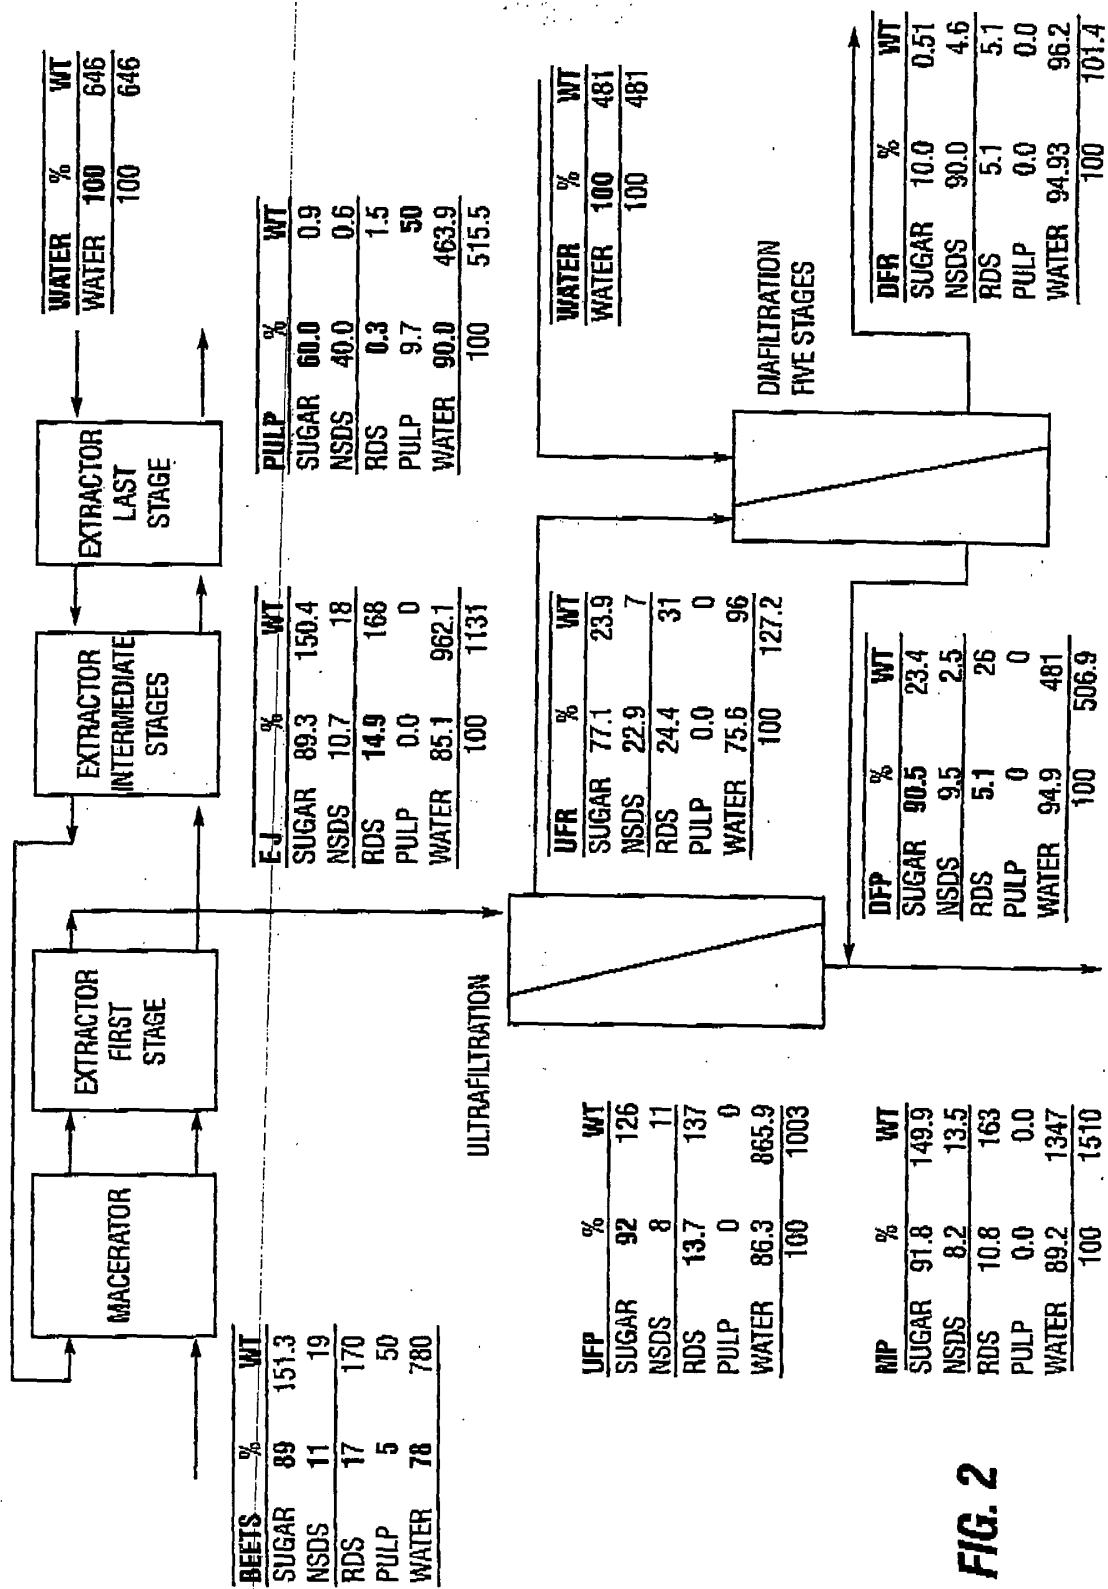 WATER % WT
WATER 100 646
100 646
MACERATOR
EXTRACTOR
FIRST
STAGE
EXTRACTOR
INTERMEDIATE
STAGES
EXTRACTOR
LAST
STAGE
BEETS % WT
SUGAR 89 151.3
NSDS 11 19
RDS 17 170
PULP 5 50
WATER 78 780
E-J % WT
SUGAR 89.3 150.4
NSDS 10.7 18
RDS 14.9 168
PULP 0.0 0
WATER 85.1 962.1
100 1131
PULP % WT
SUGAR 60.0 0.9
NSDS 40.0 0.6
RDS 0.3 1.5
PULP 9.7 50
WATER 90.0 463.9
100 515.5
ULTRAFILTRATION
UFP % WT
SUGAR 92 126
NSDS 8 11
RDS 13.7 137
PULP 0 0
WATER 86.3 865.9
100 1003
UFR % WT
SUGAR 77.1 23.9
NSDS 22.9 7
RDS 24.4 31
PULP 0.0 0
WATER 75.6 96
100 127.2
WATER % WT
WATER 100 481
100 481
DIAFILTRATION
FIVE STAGES
MP % WT
SUGAR 91.8 149.9
NSDS 8.2 13.5
RDS 10.8 163
PULP 0.0 0.0
WATER 89.2 1347
100 1510
DFP % WT
SUGAR 90.5 23.4
NSDS 9.5 2.5
RDS 5.1 26
PULP 0 0
WATER 94.9 481
100 506.9
DFR % WT
SUGAR 10.0 0.51
NSDS 90.0 4.6
RDS 5.1 5.1
PULP 0.0 0.0
WATER 94.93 96.2
100 101.4
FIG. 2